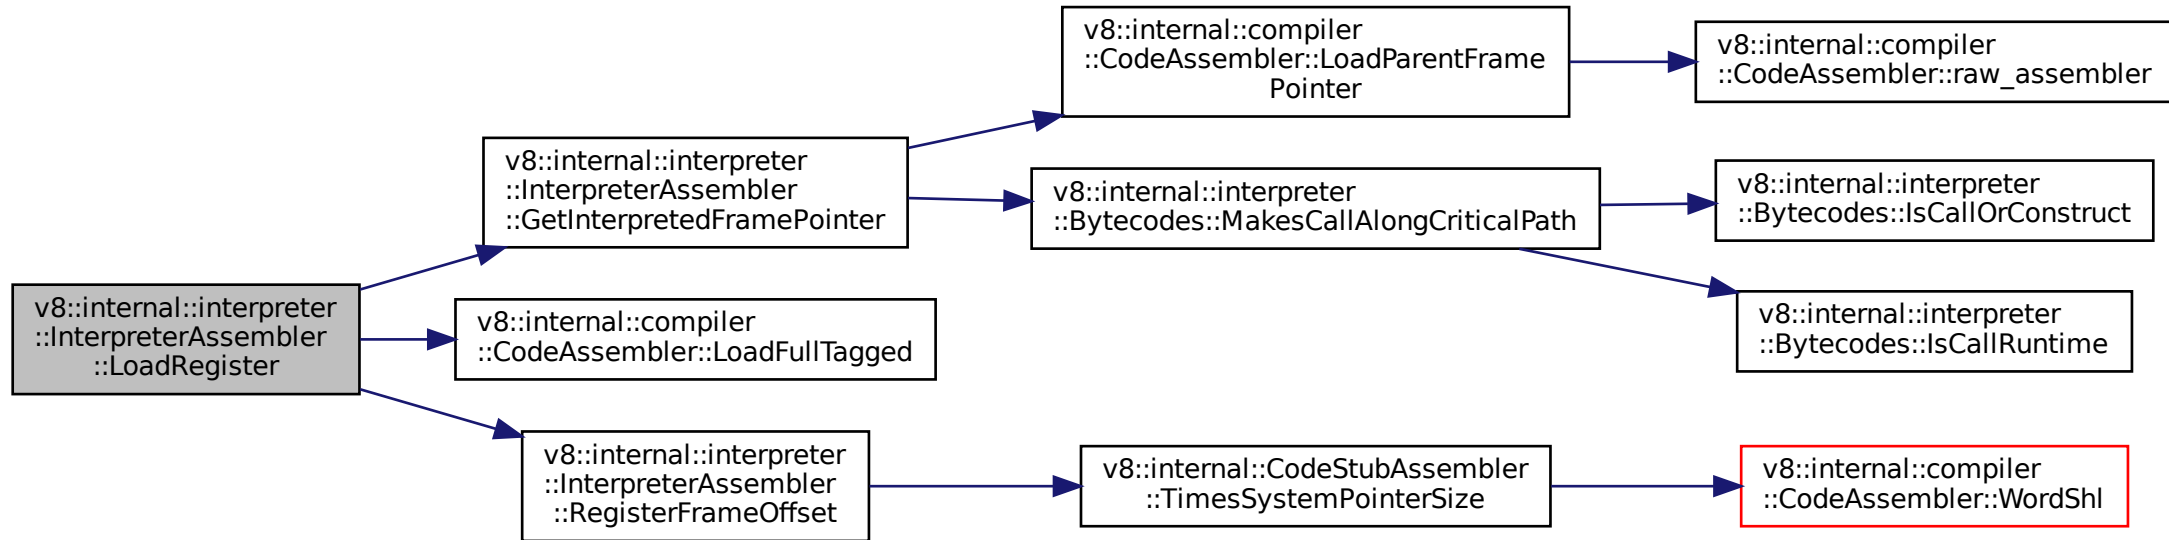 v8::internal::interpreter
::InterpreterAssembler
::LoadRegister
v8::internal::interpreter
::InterpreterAssembler
::GetInterpretedFramePointer
v8::internal::compiler
::CodeAssembler::LoadParentFrame
Pointer
v8::internal::compiler
::CodeAssembler::raw_assembler
v8::internal::interpreter
::Bytecodes::MakesCallAlongCriticalPath
v8::internal::interpreter
::Bytecodes::IsCallOrConstruct
v8::internal::interpreter
::Bytecodes::IsCallRuntime
v8::internal::compiler
::CodeAssembler::LoadFullTagged
v8::internal::interpreter
::InterpreterAssembler
::RegisterFrameOffset
v8::internal::CodeStubAssembler
::TimesSystemPointerSize
v8::internal::compiler
::CodeAssembler::WordShl